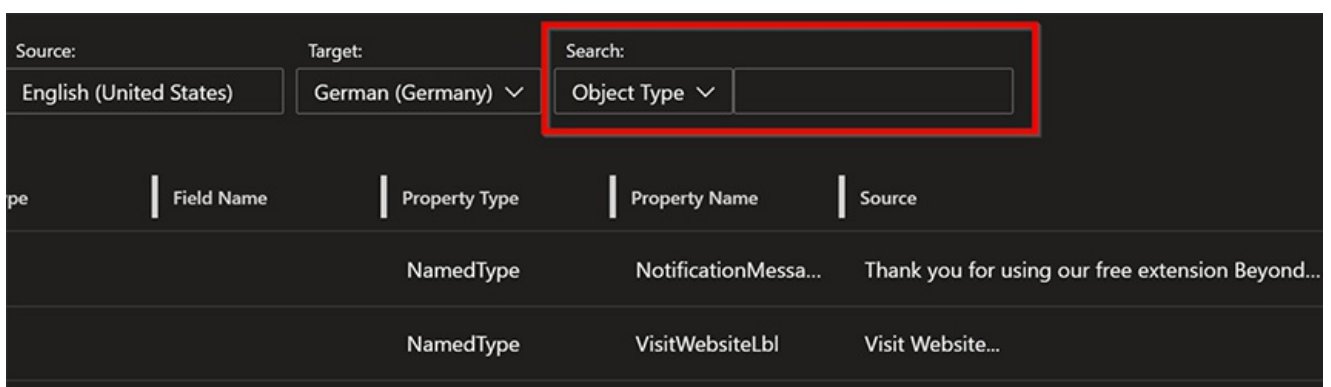 Source: Target: Search:
English (United States) German (Germany) Object Type
pe Field Name Property Type Property Name Source
NamedType NotificationMessa... Thank you for using our free extension Beyond...
NamedType VisitWebsiteLbl Visit Website...